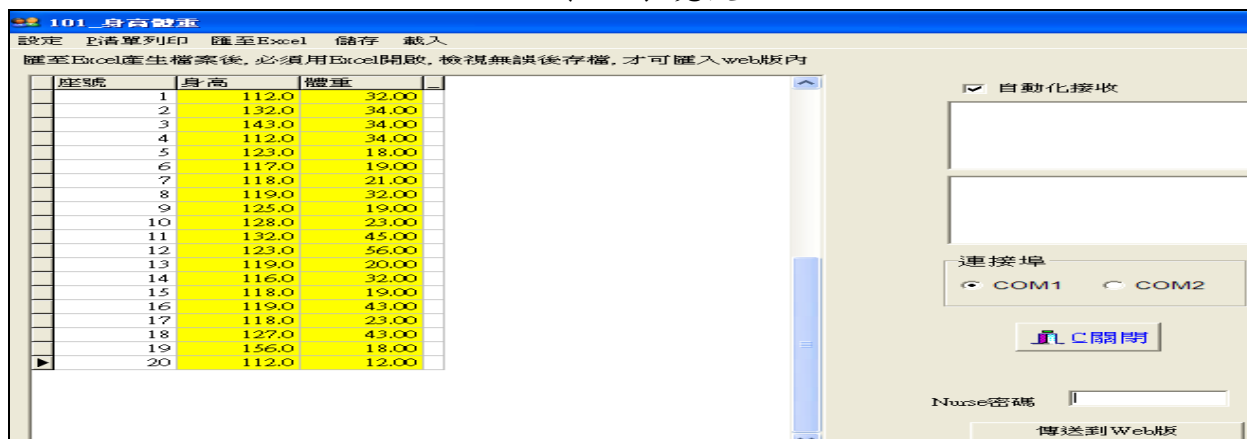 101_身高體重
設定 P清單列印 匯至Excel 儲存 載入
匯至Excel產生檔案後, 必須用Excel開啟, 檢視無誤後存檔, 才可匯入web版內
座號 身高 體重 _
1 112.0 32.00
2 132.0 34.00
3 143.0 34.00
4 112.0 34.00
5 123.0 18.00
6 117.0 19.00
7 118.0 21.00
8 119.0 32.00
9 125.0 19.00
10 128.0 23.00
11 132.0 45.00
12 123.0 56.00
13 119.0 20.00
14 116.0 32.00
15 118.0 19.00
16 119.0 43.00
17 118.0 23.00
18 127.0 43.00
19 156.0 18.00
20 112.0 12.00
自動化接收
連接埠
COM1 COM2
C關閉
Nurse密碼
傳送到Web版